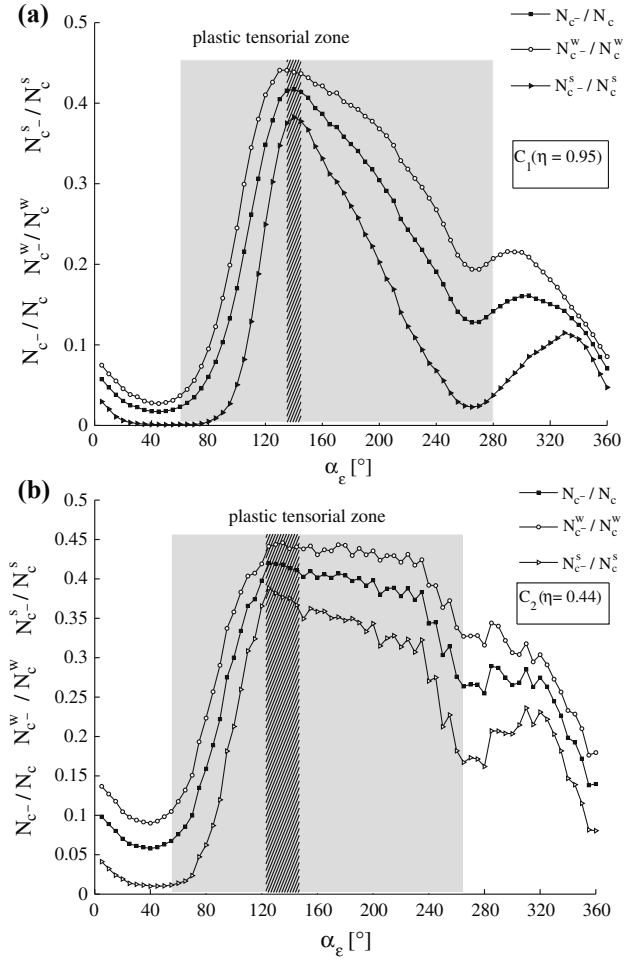 (a)
plastic tensorial zone
N_c- / N_c
N_c-^w / N_c^w
N_c-^s / N_c^s
C_1(η = 0.95)
N_c- / N_c N_c-^w / N_c^w N_c-^s / N_c^s
0.5
0.4
0.3
0.2
0.1
0
0 40 80 120 160 200 240 280 320 360
α_ε [°]
(b)
plastic tensorial zone
N_c- / N_c
N_c-^w / N_c^w
N_c-^s / N_c^s
C_2(η= 0.44)
N_c- / N_c N_c-^w / N_c^w N_c-^s / N_c^s
0.5
0.45
0.4
0.35
0.3
0.25
0.2
0.15
0.1
0.05
0
0 40 80 120 160 200 240 280 320 360
α_ε [°]